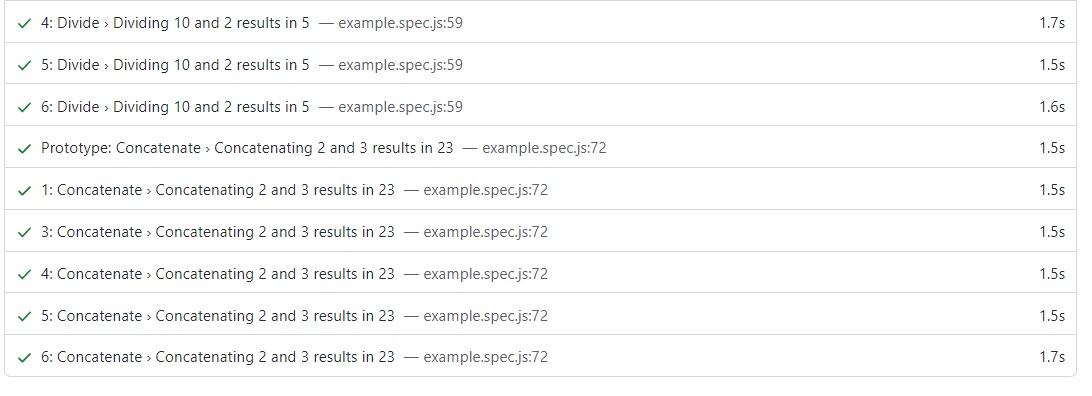 4: Divide › Dividing 10 and 2 results in 5 — example.spec.js:59 1.7s
5: Divide › Dividing 10 and 2 results in 5 — example.spec.js:59 1.5s
6: Divide › Dividing 10 and 2 results in 5 — example.spec.js:59 1.6s
Prototype: Concatenate › Concatenating 2 and 3 results in 23 — example.spec.js:72 1.5s
1: Concatenate › Concatenating 2 and 3 results in 23 — example.spec.js:72 1.5s
3: Concatenate › Concatenating 2 and 3 results in 23 — example.spec.js:72 1.5s
4: Concatenate › Concatenating 2 and 3 results in 23 — example.spec.js:72 1.5s
5: Concatenate › Concatenating 2 and 3 results in 23 — example.spec.js:72 1.5s
6: Concatenate › Concatenating 2 and 3 results in 23 — example.spec.js:72 1.7s